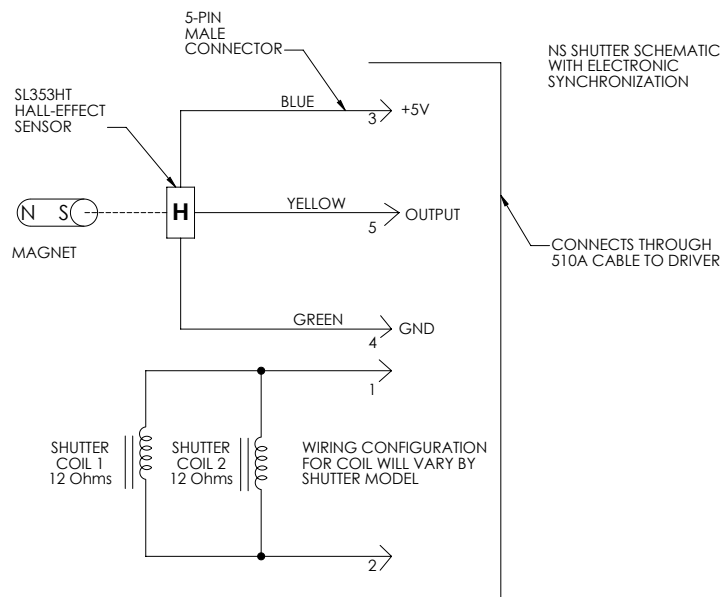 5-PIN
MALE
CONNECTOR
NS SHUTTER SCHEMATIC
WITH ELECTRONIC
SYNCHRONIZATION
SL353HT
HALL-EFFECT
SENSOR
BLUE
3
+5V
N S
H
YELLOW
5
OUTPUT
MAGNET
CONNECTS THROUGH
510A CABLE TO DRIVER
GREEN
4
GND
1
SHUTTER
COIL 1
12 Ohms
SHUTTER
COIL 2
12 Ohms
WIRING CONFIGURATION
FOR COIL WILL VARY BY
SHUTTER MODEL
2